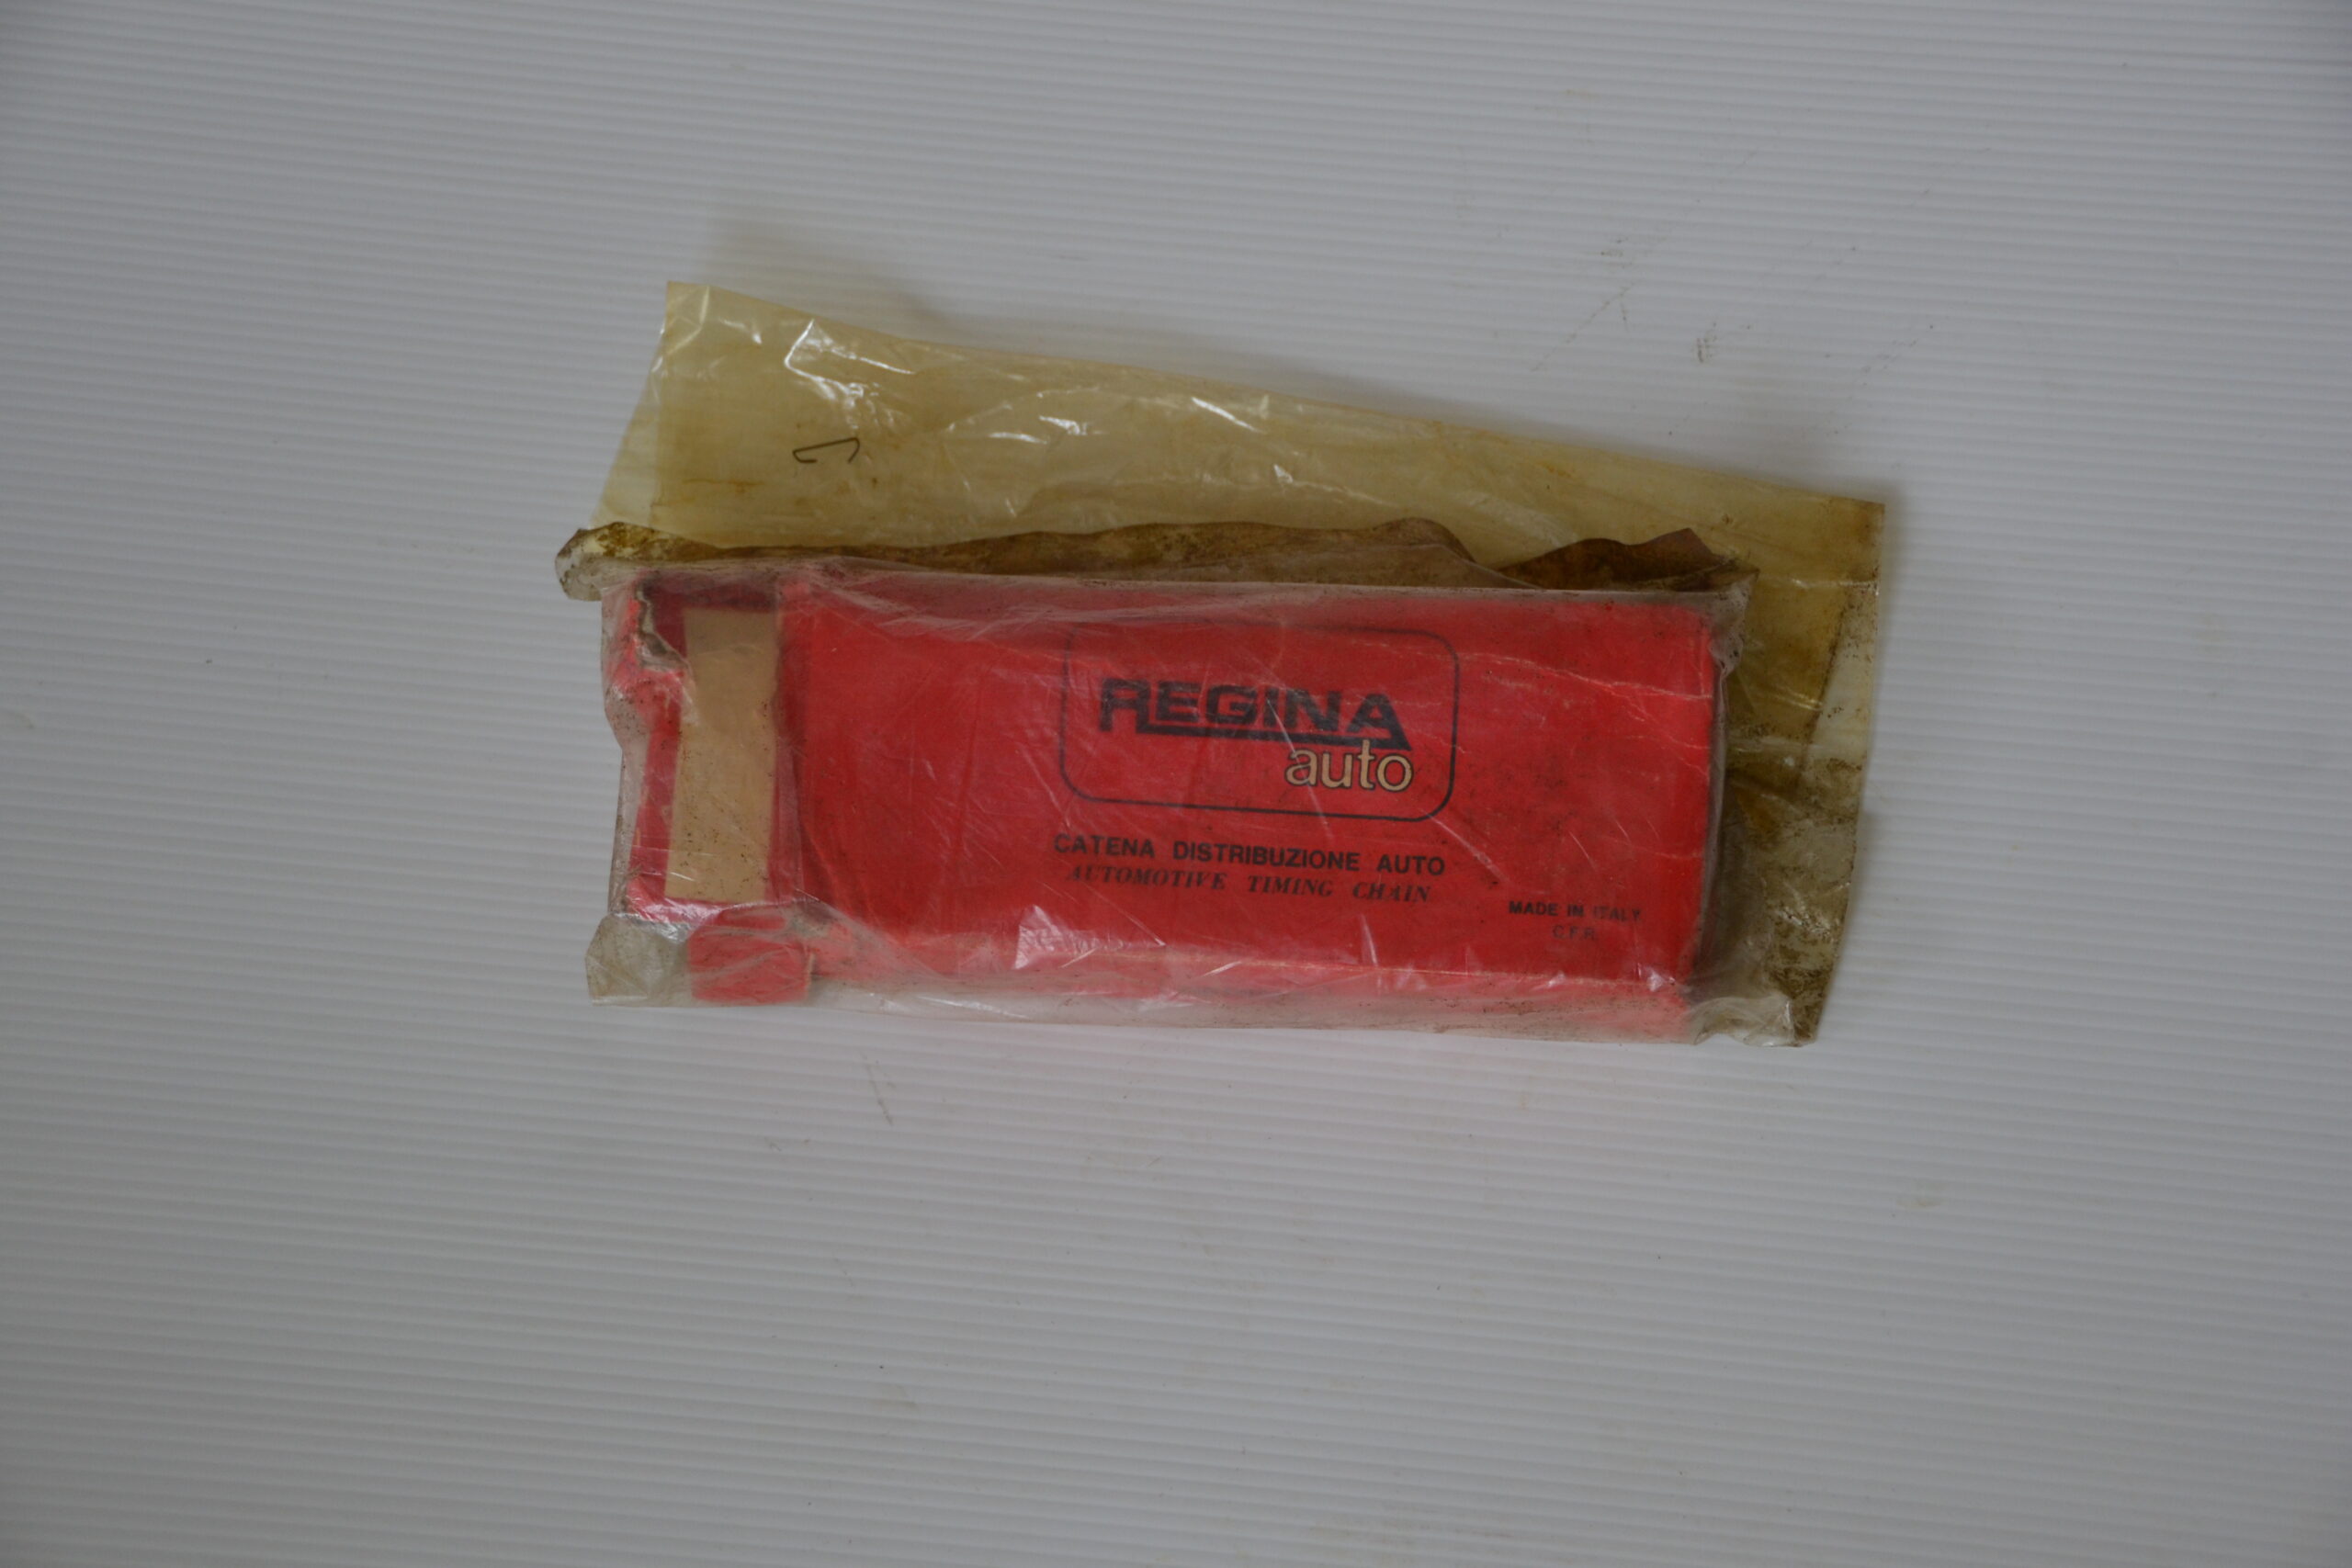 REGINA
auto
CATENA DISTRIBUZIONE AUTO
AUTOMOTIVE TIMING CHAIN
MADE IN ITALY
C.F.R.